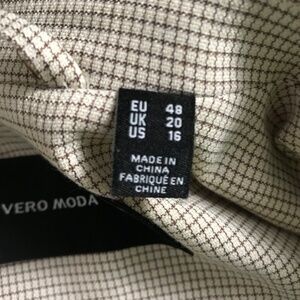 EU 48
UK 20
US 16
MADE IN
CHINA
FABRIQUÉ EN
CHINE
VERO MODA